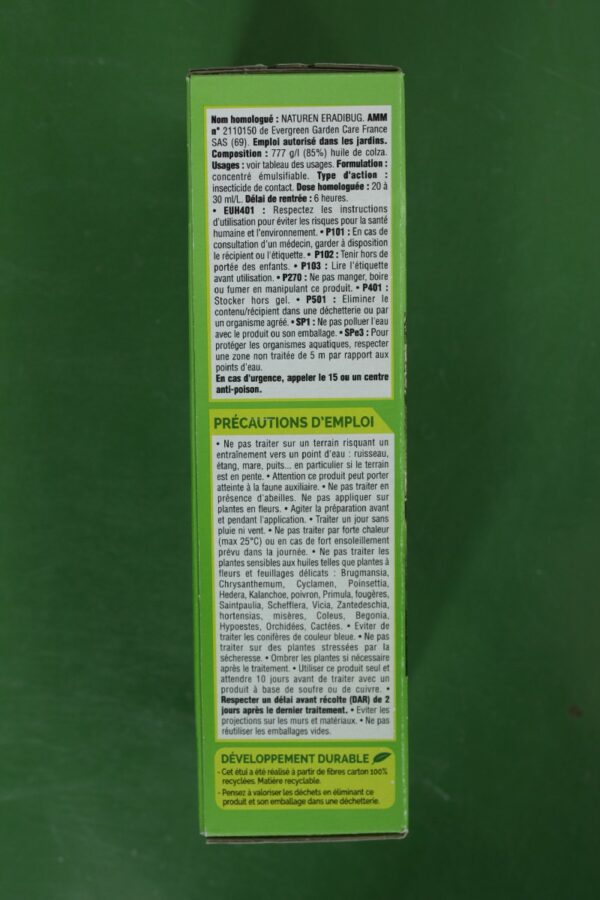 Nom homologué : NATUREN ERADIBUG. AMM
n° 2110150 de Evergreen Garden Care France
SAS (69). Emploi autorisé dans les jardins.
Composition : 777 g/l (85%) huile de colza.
Usages : voir tableau des usages. Formulation :
concentré émulsifiable. Type d'action :
insecticide de contact. Dose homologuée : 20 à
30 ml/L. Délai de rentrée : 6 heures.
• EUH401 : Respectez les instructions
d'utilisation pour éviter les risques pour la santé
humaine et l'environnement. • P101 : En cas de
consultation d'un médecin, garder à disposition
le récipient ou l'étiquette. • P102 : Tenir hors de
portée des enfants. • P103 : Lire l'étiquette
avant utilisation. • P270 : Ne pas manger, boire
ou fumer en manipulant ce produit. • P401 :
Stocker hors gel. • P501 : Eliminer le
contenu/récipient dans une déchetterie ou par
un organisme agréé. • SP1 : Ne pas polluer l'eau
avec le produit ou son emballage. • SPe3 : Pour
protéger les organismes aquatiques, respecter
une zone non traitée de 5 m par rapport aux
points d'eau.
En cas d'urgence, appeler le 15 ou un centre
anti-poison.
PRÉCAUTIONS D'EMPLOI
• Ne pas traiter sur un terrain risquant un
entraînement vers un point d'eau : ruisseau,
étang, mare, puits... en particulier si le terrain
est en pente. • Attention ce produit peut porter
atteinte à la faune auxiliaire. • Ne pas traiter en
présence d'abeilles. Ne pas appliquer sur
plantes en fleurs. • Agiter la préparation avant
et pendant l'application. • Traiter un jour sans
pluie ni vent. • Ne pas traiter par forte chaleur
(max 25°C) ou en cas de fort ensoleillement
prévu dans la journée. • Ne pas traiter les
plantes sensibles aux huiles telles que plantes à
fleurs et feuillages délicats : Brugmansia,
Chrysanthemum, Cyclamen, Poinsettia,
Hedera, Kalanchoe, poivron, Primula, fougères,
Saintpaulia, Schefflera, Vicia, Zantedeschia,
hortensias, misères, Coleus, Begonia,
Hypoestes, Orchidées, Cactées. • Eviter de
traiter les conifères de couleur bleue. • Ne pas
traiter sur des plantes stressées par la
sécheresse. • Ombrer les plantes si nécessaire
après le traitement. • Utiliser ce produit seul et
attendre 10 jours avant de traiter avec un
produit à base de soufre ou de cuivre. •
Respecter un délai avant récolte (DAR) de 2
jours après le dernier traitement. • Eviter les
projections sur les murs et matériaux. • Ne pas
réutiliser les emballages vides.
DÉVELOPPEMENT DURABLE
- Cet étui a été réalisé à partir de fibres carton 100%
recyclées. Matière recyclable.
- Pensez à valoriser les déchets en éliminant ce
produit et son emballage dans une déchetterie.